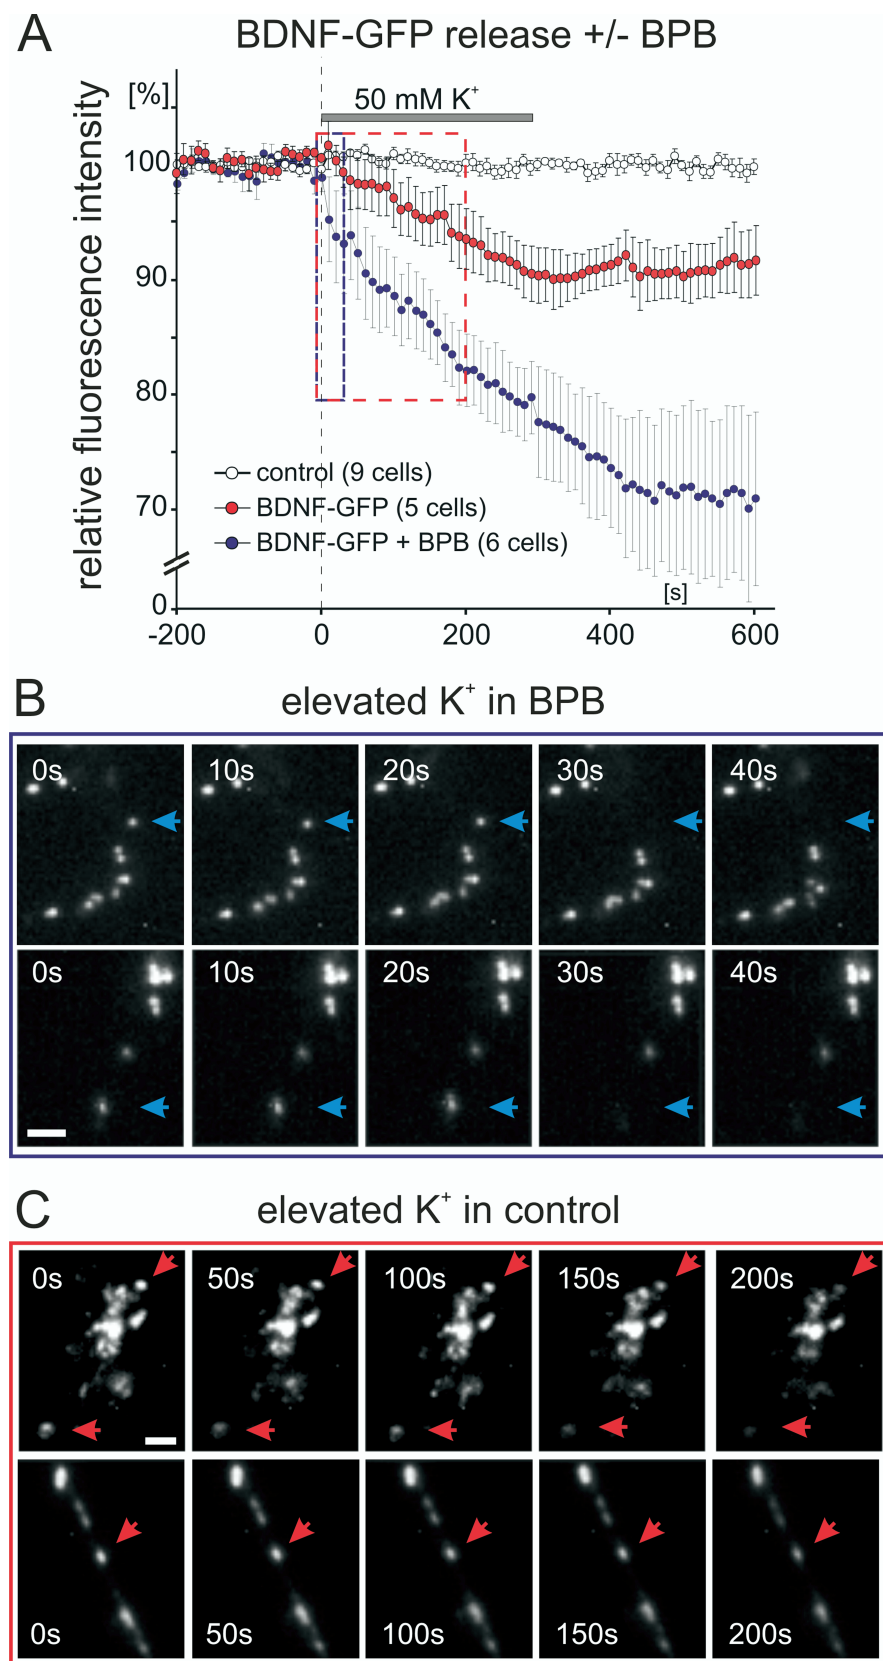 A
BDNF-GFP release +/- BPB
relative fluorescence intensity
[%]
50 mM K⁺
100
90
80
70
0
control (9 cells)
BDNF-GFP (5 cells)
BDNF-GFP + BPB (6 cells)
[s]
-200 0 200 400 600
B
elevated K⁺ in BPB
0s 10s 20s 30s 40s
0s 10s 20s 30s 40s
C
elevated K⁺ in control
0s 50s 100s 150s 200s
0s 50s 100s 150s 200s